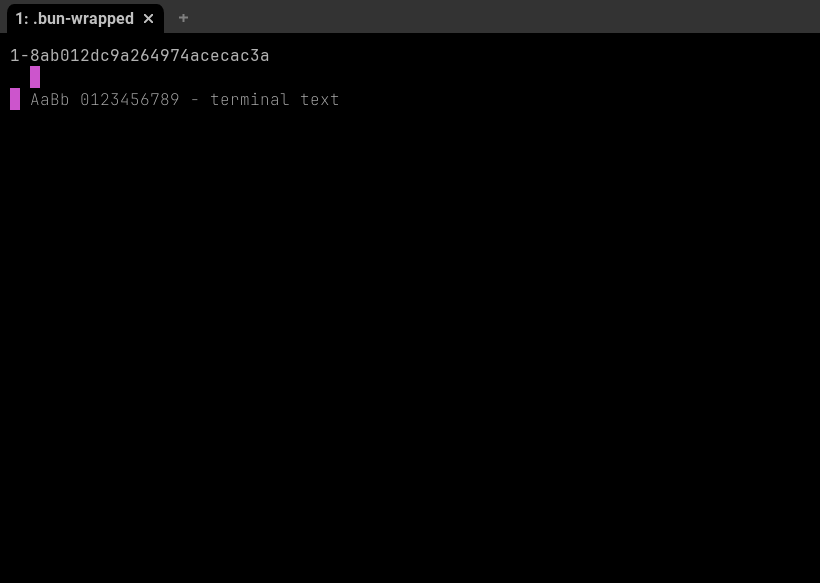 1: .bun-wrapped × +
1-8ab012dc9a264974acecac3a
AaBb 0123456789 - terminal text